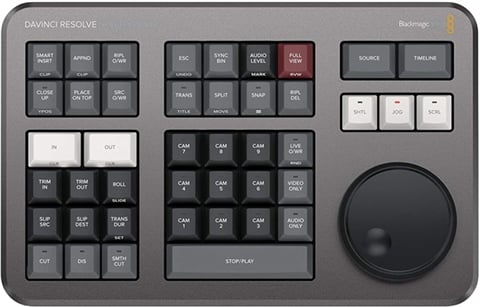 DAVINCI RESOLVE
Blackmagic
SMART INSRT
CLIP
APPND
CLIP
RIPL O/WR
ESC
UNDO
SYNC BIN
AUDIO LEVEL
MARK
FULL VIEW
RVW
SOURCE
TIMELINE
CLOSE UP
YPOS
PLACE ON TOP
SRC O/WR
TRANS
TITLE
SPLIT
MOVE
SNAP
RIPL DEL
SHTL
JOG
SCRL
IN
CLR
OUT
CLR
CAM 7
CAM 8
CAM 9
LIVE O/WR
RND
TRIM IN
TRIM OUT
ROLL
SLIDE
CAM 4
CAM 5
CAM 6
VIDEO ONLY
SLIP SRC
SLIP DEST
TRANS DUR
SET
CAM 1
CAM 2
CAM 3
AUDIO ONLY
CUT
DIS
SMTH CUT
STOP/PLAY